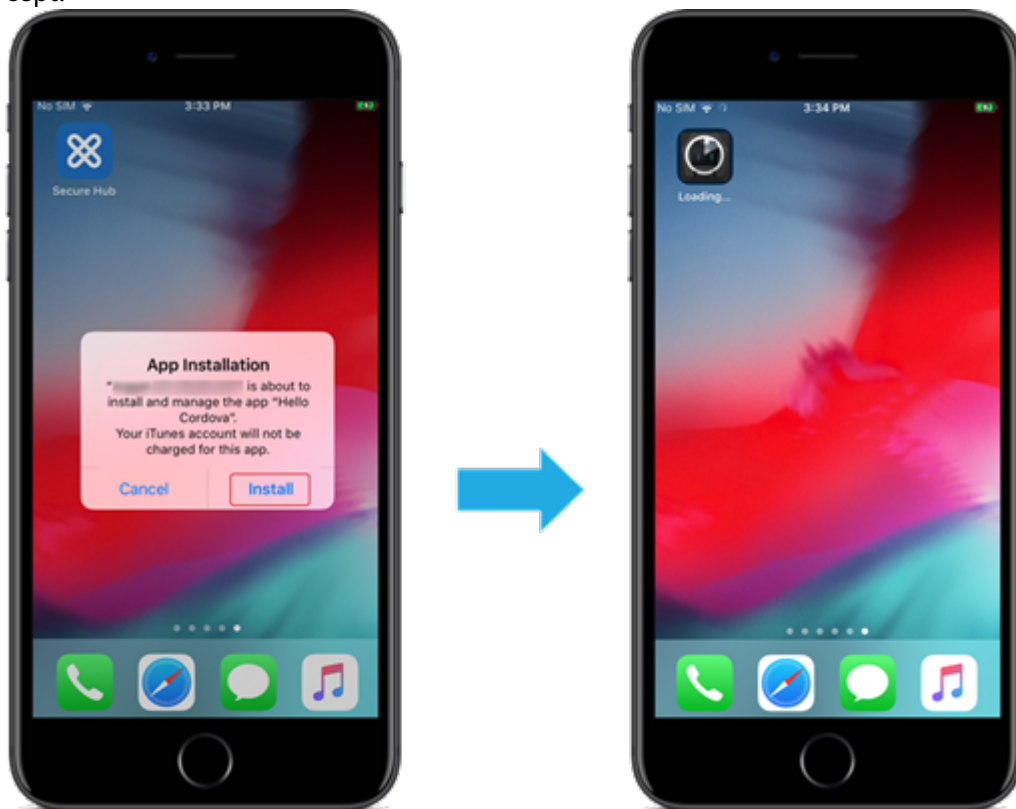 cept.
No SIM
3:33 PM
Secure Hub
App Installation
" is about to
install and manage the app “Hello
Cordova”.
Your iTunes account will not be
charged for this app.
Cancel
Install
No SIM
3:34 PM
Loading...